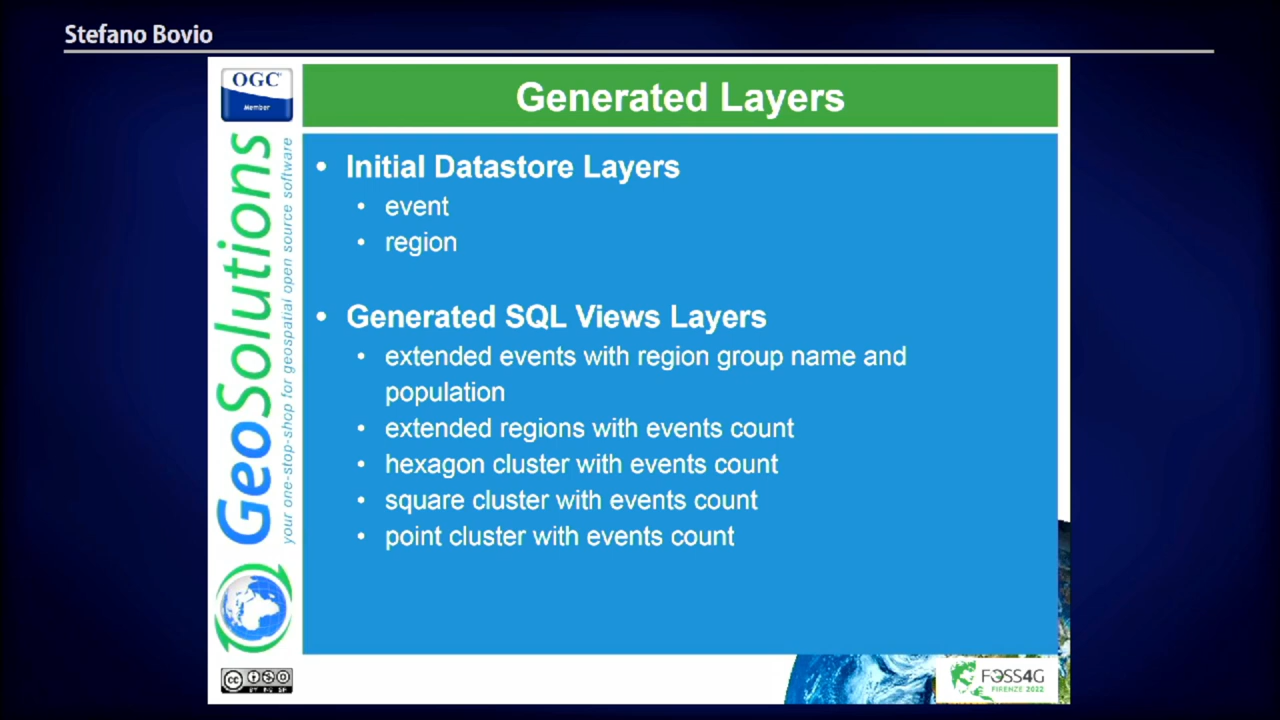 Stefano Bovio
OGC
Member
Generated Layers
GeoSolutions
your one-stop-shop for geospatial open source software
• Initial Datastore Layers
• event
• region
• Generated SQL Views Layers
• extended events with region group name and
population
• extended regions with events count
• hexagon cluster with events count
• square cluster with events count
• point cluster with events count
cc
FOSS4G
FIRENZE 2022